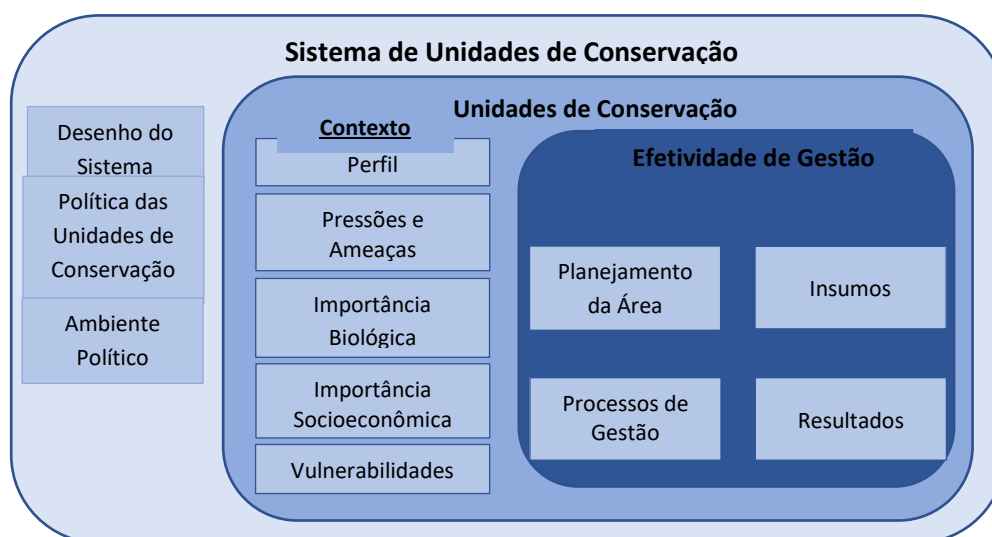 Sistema de Unidades de Conservação
Desenho do
Sistema
Política das
Unidades de
Conservação
Ambiente
Político
Unidades de Conservação
Contexto
Perfil
Pressões e
Ameaças
Importância
Biológica
Importância
Socioeconômica
Vulnerabilidades
Efetividade de Gestão
Planejamento
da Área
Insumos
Processos de
Gestão
Resultados